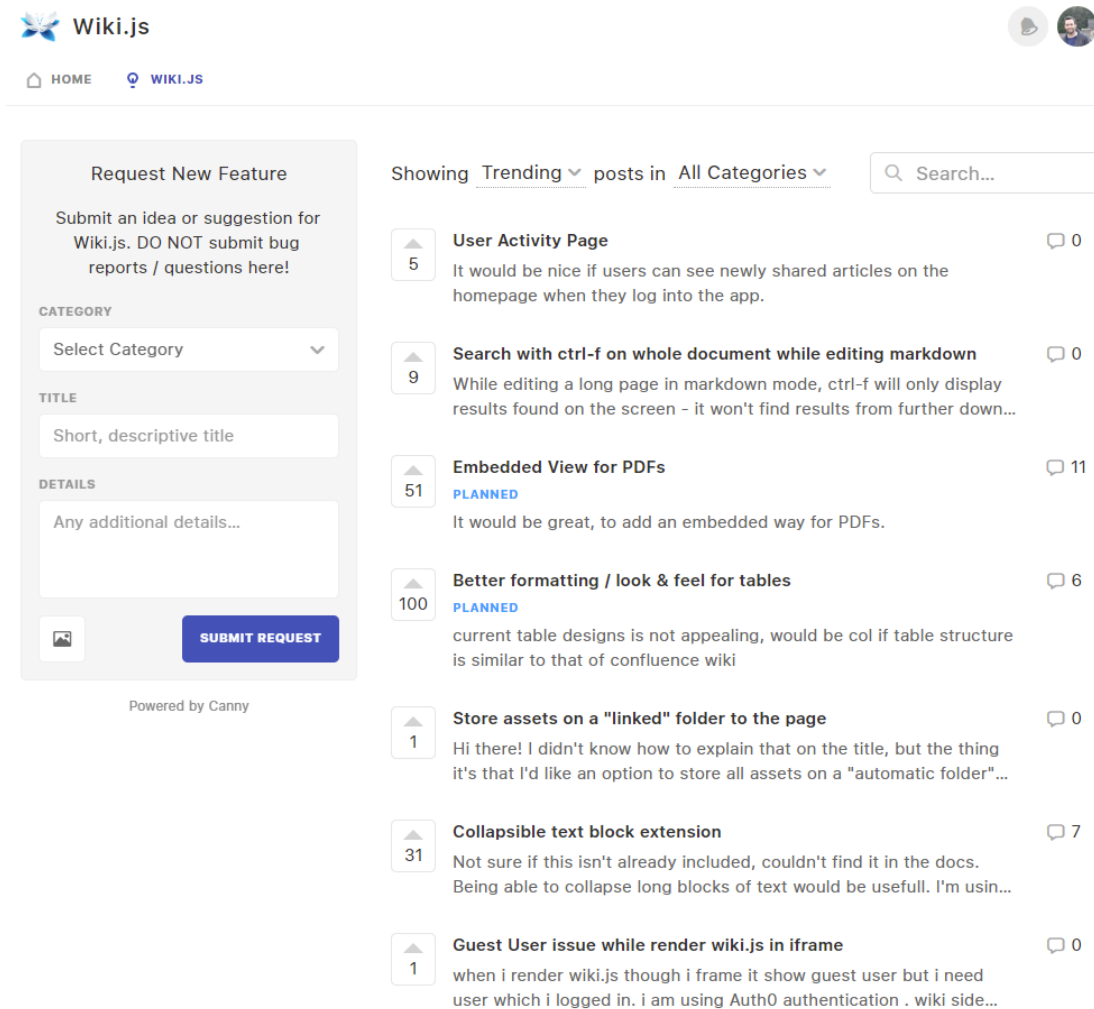 Wiki.js
HOME
WIKI.JS
Request New Feature
Submit an idea or suggestion for
Wiki.js. DO NOT submit bug
reports / questions here!
CATEGORY
Select Category
TITLE
Short, descriptive title
DETAILS
Any additional details...
SUBMIT REQUEST
Powered by Canny
Showing Trending posts in All Categories
Search...
5
User Activity Page
0
It would be nice if users can see newly shared articles on the
homepage when they log into the app.
9
Search with ctrl-f on whole document while editing markdown
0
While editing a long page in markdown mode, ctrl-f will only display
results found on the screen - it won't find results from further down...
51
Embedded View for PDFs
11
PLANNED
It would be great, to add an embedded way for PDFs.
100
Better formatting / look & feel for tables
6
PLANNED
current table designs is not appealing, would be col if table structure
is similar to that of confluence wiki
1
Store assets on a "linked" folder to the page
0
Hi there! I didn't know how to explain that on the title, but the thing
it's that I'd like an option to store all assets on a "automatic folder"...
31
Collapsible text block extension
7
Not sure if this isn't already included, couldn't find it in the docs.
Being able to collapse long blocks of text would be usefull. I'm usin...
1
Guest User issue while render wiki.js in iframe
0
when i render wiki.js though i frame it show guest user but i need
user which i logged in. i am using Auth0 authentication . wiki side...